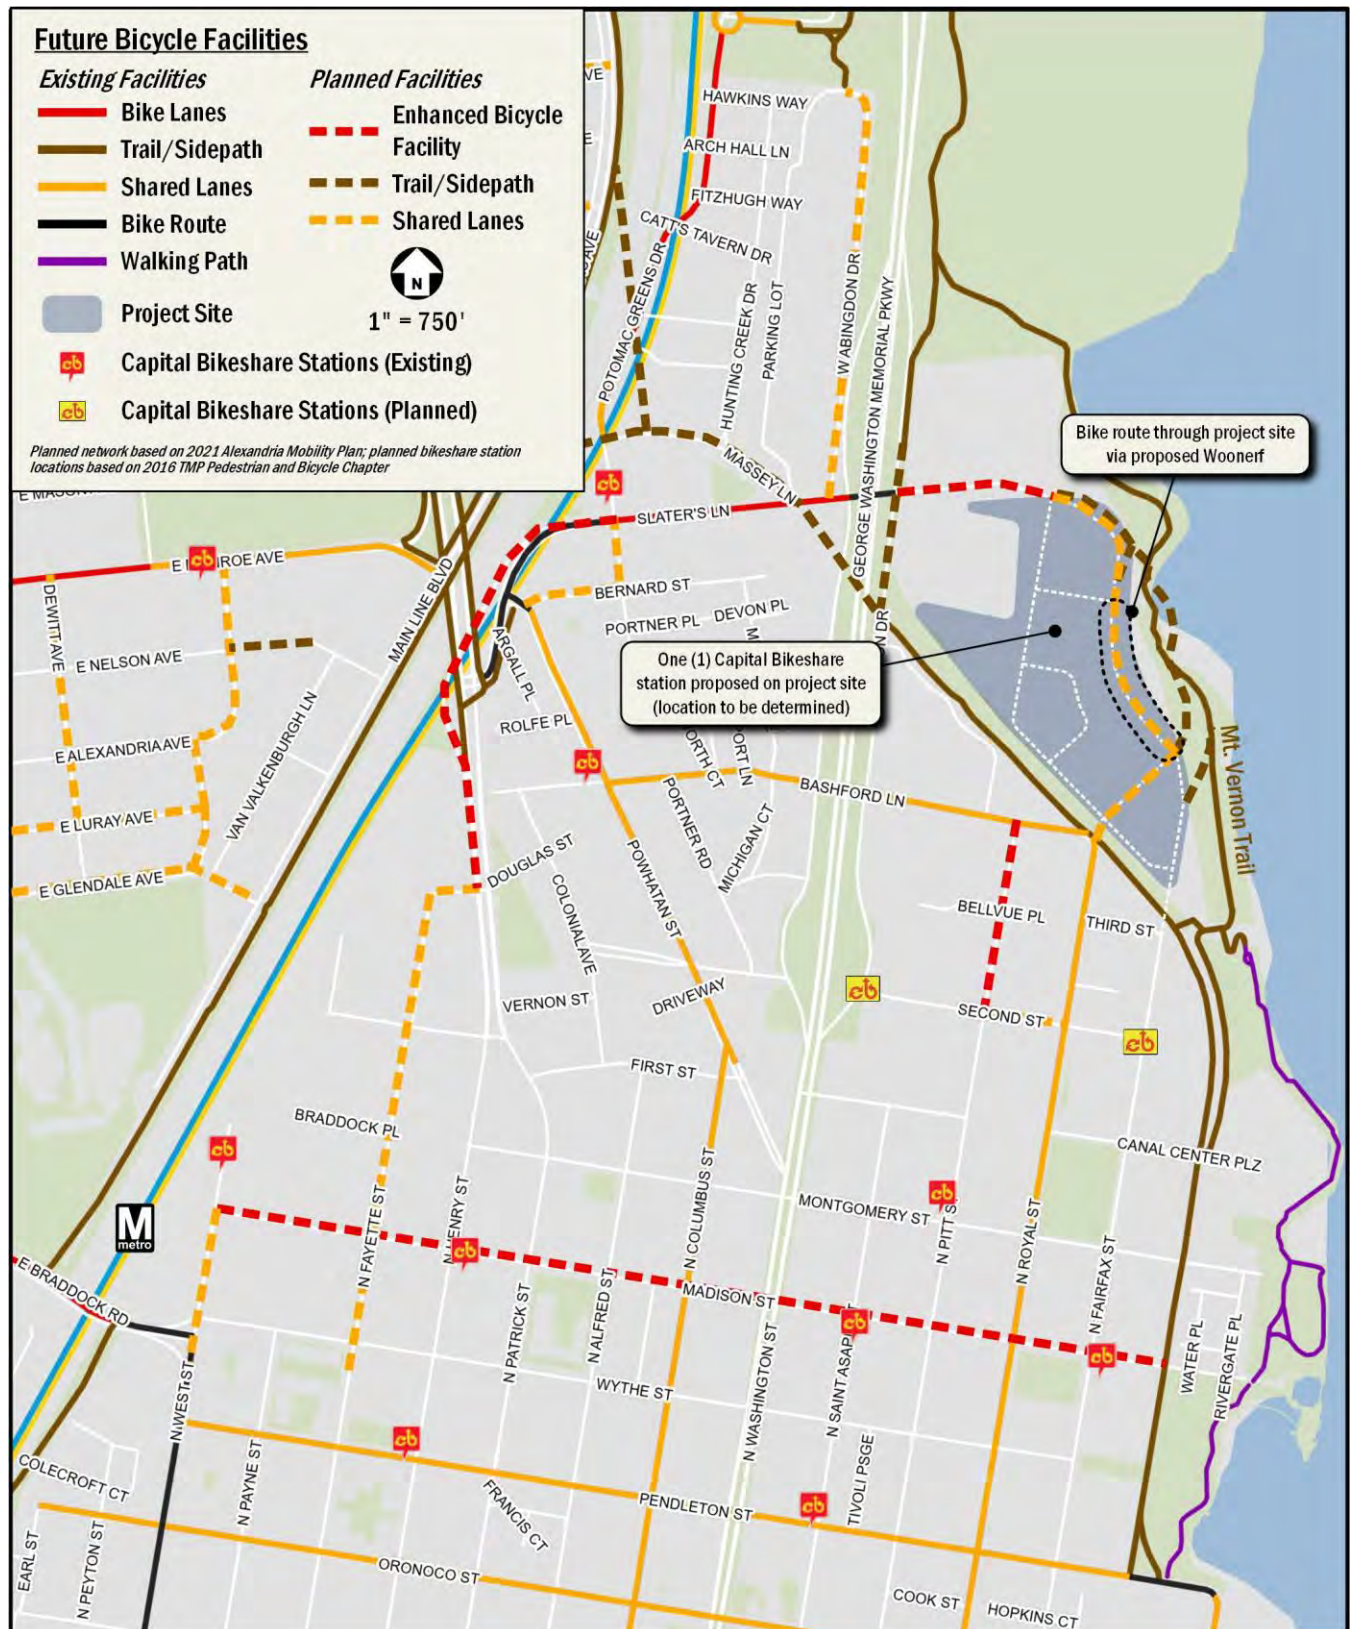 Future Bicycle Facilities
Existing Facilities
Bike Lanes
Trail/Sidepath
Shared Lanes
Bike Route
Walking Path
Project Site
Planned Facilities
Enhanced Bicycle
Facility
Trail/Sidepath
Shared Lanes
N
1" = 750'
Capital Bikeshare Stations (Existing)
Capital Bikeshare Stations (Planned)
Planned network based on 2021 Alexandria Mobility Plan; planned bikeshare station
locations based on 2016 TMP Pedestrian and Bicycle Chapter
HAWKINS WAY
ARCH HALL LN
FITZHUGH WAY
CATT'S TAVERN DR
POTOMAC GREENS DR
HUNTING CREEK DR
PARKING LOT
W ABINGDON DR
GEORGE WASHINGTON MEMORIAL PKWY
MASSEY LN
SLATER'S LN
Bike route through project site
via proposed Woonerf
One (1) Capital Bikeshare
station proposed on project site
(location to be determined)
Mt. Vernon Trail
DEWITT AVE
E NELSON AVE
E ALEXANDRIA AVE
E LURAY AVE
E GLENDALE AVE
VAN VALKENBURGH LN
MAIN LINE BLVD
ARGALL PL
BERNARD ST
PORTNER PL
DEVON PL
ROLFE PL
BASHFORD LN
PORTNER RD
MICHIGAN CT
POWHATAN ST
DOUGLAS ST
COLONIAL AVE
VERNON ST
DRIVEWAY
FIRST ST
BELLVUE PL
THIRD ST
SECOND ST
BRADDOCK PL
CANAL CENTER PLZ
MONTGOMERY ST
N PITT S
N ROYAL ST
N FAIRFAX ST
N COLUMBUS ST
N HENRY ST
N FAYETTE ST
M
metro
E BRADDOCK RD
MADISON ST
N PATRICK ST
N ALFRED ST
N WASHINGTON ST
WATER PL
RIVERGATE PL
WYTHE ST
N WEST ST
N PAYNE ST
TIVOLI PSGE
COLECROFT CT
FRANCIS CT
PENDLETON ST
EARL ST
N PEYTON ST
ORONOCO ST
COOK ST
HOPKINS CT